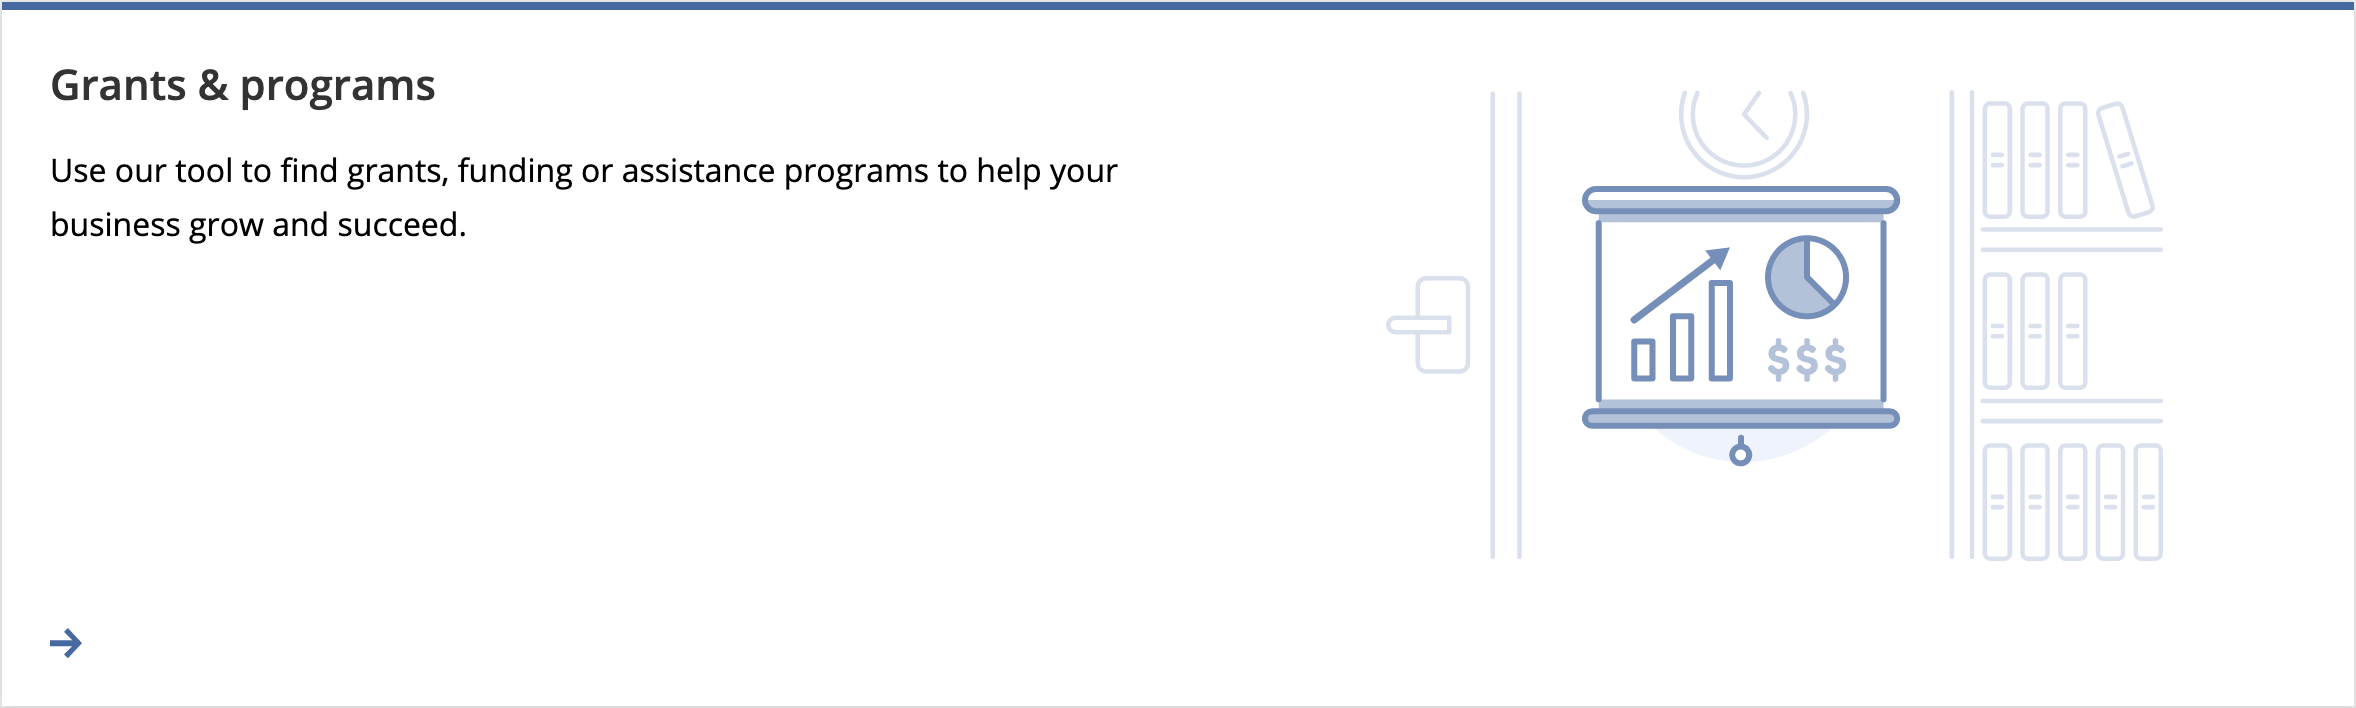 Grants & programs
Use our tool to find grants, funding or assistance programs to help your
business grow and succeed.
$$$